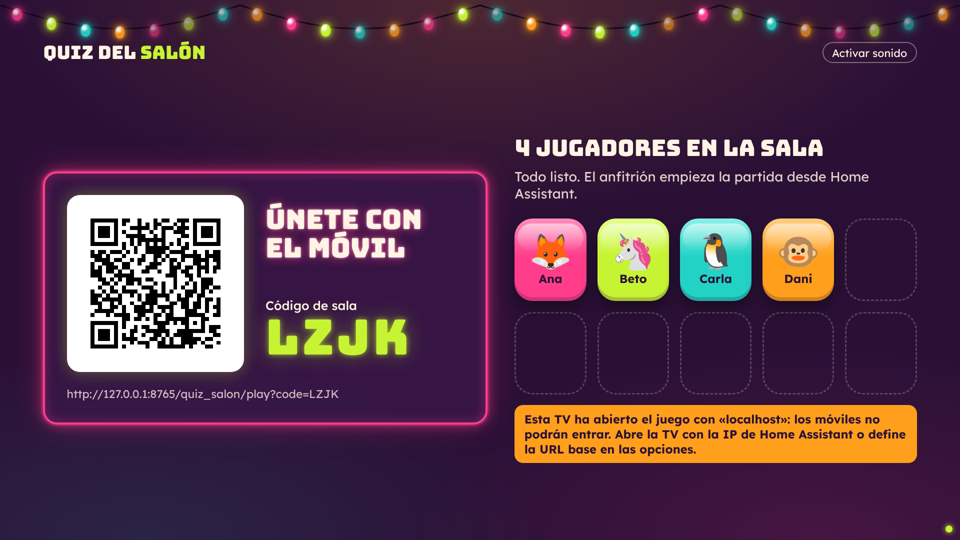 QUIZ DEL SALÓN
Activar sonido
ÚNETE CON
EL MÓVIL
Código de sala
LZJK
http://127.0.0.1:8765/quiz_salon/play?code=LZJK
4 JUGADORES EN LA SALA
Todo listo. El anfitrión empieza la partida desde Home
Assistant.
Ana
Beto
Carla
Dani
Esta TV ha abierto el juego con «localhost»: los móviles no
podrán entrar. Abre la TV con la IP de Home Assistant o define
la URL base en las opciones.